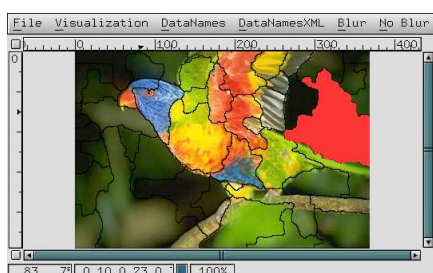 File Visualization DataNames DataNamesXML Blur No Blur
0 100 200 300 400
0
83 75 0.10 0.23 0. 100%